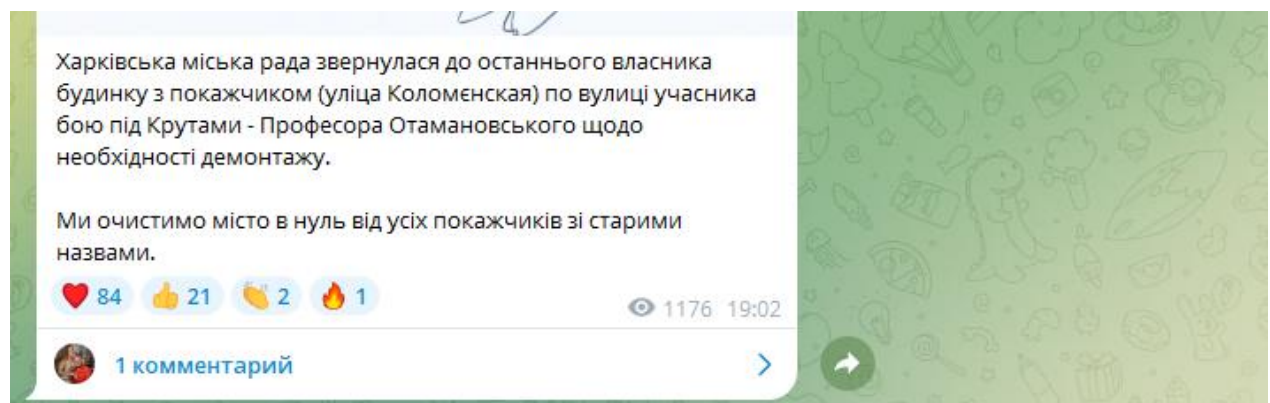 Харківська міська рада звернулася до останнього власника
будинку з покажчиком (уліца Коломєнская) по вулиці учасника
бою під Крутами - Професора Отамановського щодо
необхідності демонтажу.
Ми очистимо місто в нуль від усіх покажчиків зі старими
назвами.
84 21 2 1
1176 19:02
1 комментарий